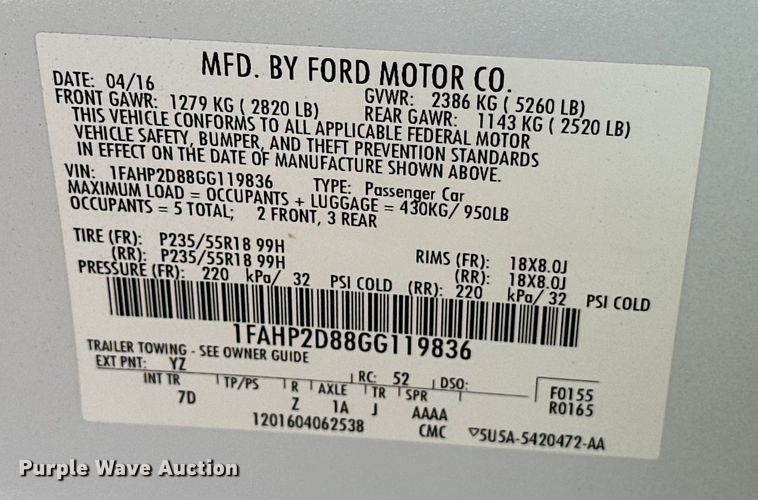 MFD. BY FORD MOTOR CO.
DATE: 04/16 GVWR: 2386 KG ( 5260 LB)
FRONT GAWR: 1279 KG ( 2820 LB) REAR GAWR: 1143 KG ( 2520 LB)
THIS VEHICLE CONFORMS TO ALL APPLICABLE FEDERAL MOTOR
VEHICLE SAFETY, BUMPER, AND THEFT PREVENTION STANDARDS
IN EFFECT ON THE DATE OF MANUFACTURE SHOWN ABOVE.
VIN: 1FAHP2D88GG119836 TYPE: Passenger Car
MAXIMUM LOAD = OCCUPANTS + LUGGAGE = 430KG/ 950LB
OCCUPANTS = 5 TOTAL; 2 FRONT, 3 REAR
TIRE (FR): P235/55R18 99H RIMS (FR): 18X8.0J
(RR): P235/55R18 99H (RR): 18X8.0J
PRESSURE (FR): 220 kPa/ 32 PSI COLD (RR): 220 kPa/ 32 PSI COLD
1FAHP2D88GG119836
TRAILER TOWING - SEE OWNER GUIDE
EXT PNT: YZ RC: 52 DSO: F0155
INT TR TP/PS R AXLE TR SPR R0165
7D Z 1A J AAAA
1201604062538 CMC ▽5U5A-5420472-AA
Purple Wave Auction